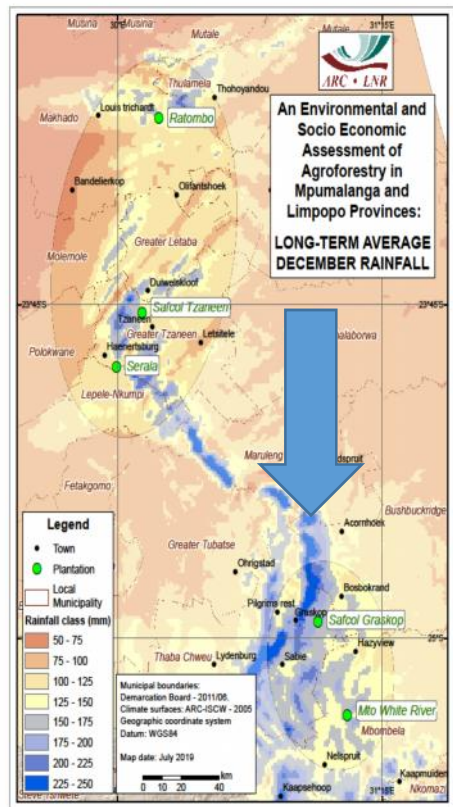 30°E
31°15'E
Musina
Musina
Mutale
Mutale
ARC • LNR
An Environmental and
Socio Economic
Assessment of
Agroforestry in
Mpumalanga and
Limpopo Provinces:
LONG-TERM AVERAGE
DECEMBER RAINFALL
Thulamela
Thohoyandou
Louis trichardt
Makhado
Ratombo
Bandelierkop
Olifantshoek
Greater Letaba
Molemole
Duiwelskloof
23°45'S
23°45'S
Safcol Tzaneen
Tzaneen
Greater Tzaneen
Letsitele
Polokwane
Haenertsburg
Serala
Lepele-Nkumpi
Maruleng
Fetakgomo
Bushbuckridge
Acornhoek
Greater Tubatse
Ohrigstad
Bosbokrand
Pilgrims rest
Graskop
Safcol Graskop
25°S
Hazyview
Thaba Chweu
Lydenburg
Sabie
Mto White River
Mbombela
Nelspruit
Kaapmuiden
Kaapsehoop
31°15'E
Legend
Town
Plantation
Local
Municipality
Rainfall class (mm)
50 - 75
75 - 100
100 - 125
125 - 150
150 - 175
175 - 200
200 - 225
225 - 250
Municipal boundaries:
Demarcation Board - 2011/06.
Climate surfaces: ARC-ISCW - 2005
Geographic coordinate system
Datum: WGS84
Map date: July 2019
40 20 0 40
km